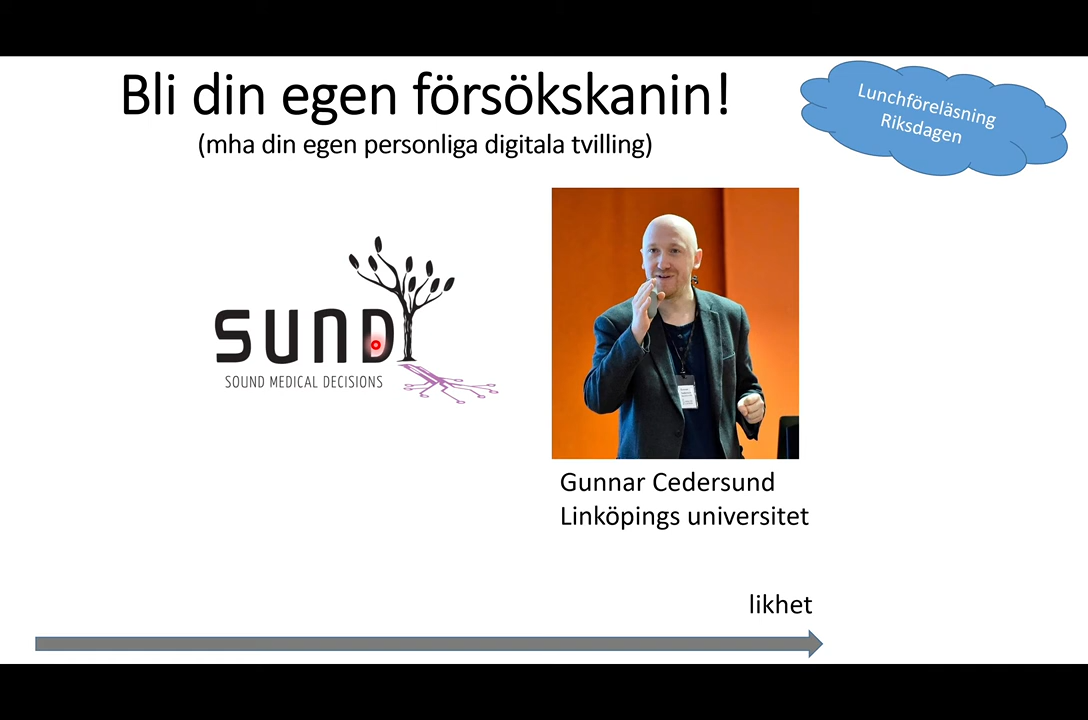 Bli din egen försökskanin!
(mha din egen personliga digitala tvilling)
Lunchföreläsning
Riksdagen
SUND
SOUND MEDICAL DECISIONS
Gunnar Cedersund
Linköpings universitet
likhet